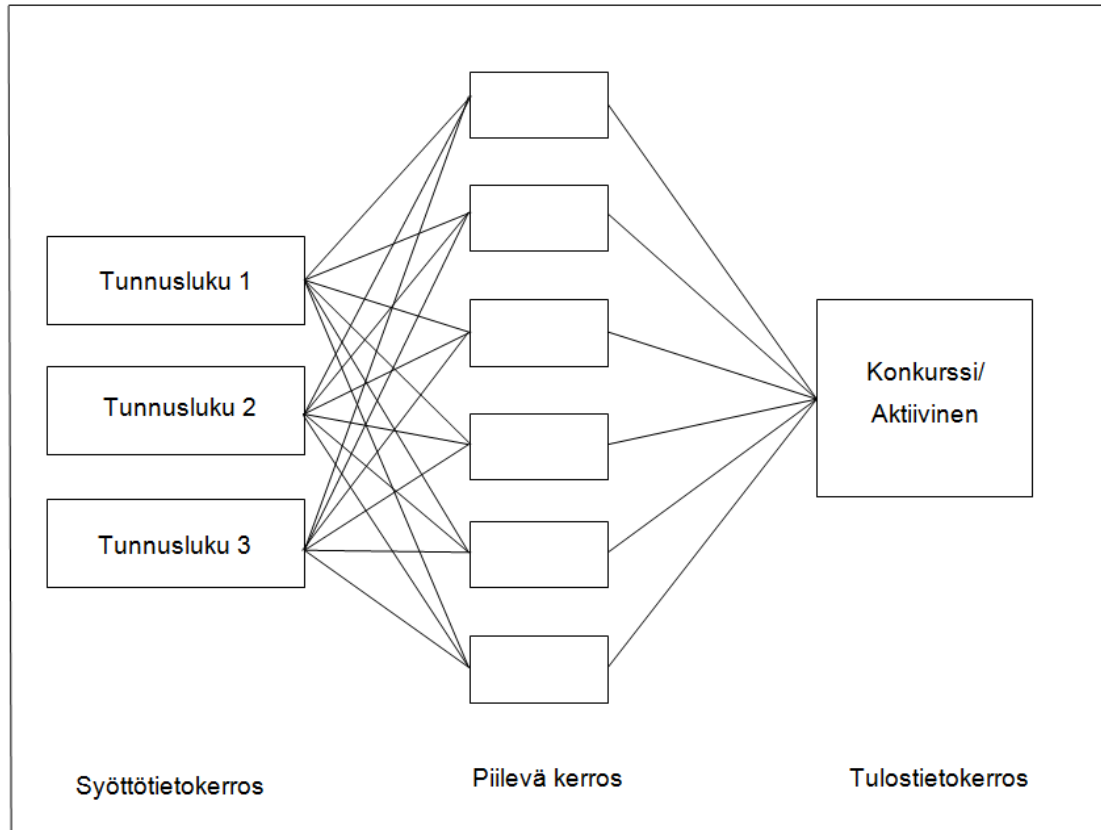 Tunnusluku 1
Tunnusluku 2
Tunnusluku 3
Konkurssi/
Aktiivinen
Syöttötietokerros
Piilevä kerros
Tulostietokerros